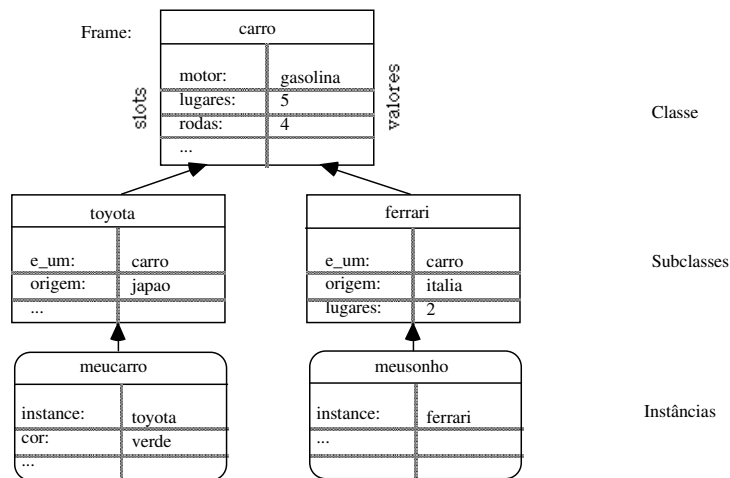 Frame:
carro
slots
valores
motor: gasolina
lugares: 5
rodas: 4
...
Classe
toyota
e_um: carro
origem: japao
...
ferrari
e_um: carro
origem: italia
lugares: 2
Subclasses
meucarro
instance: toyota
cor: verde
...
meusonho
instance: ferrari
...
Instâncias